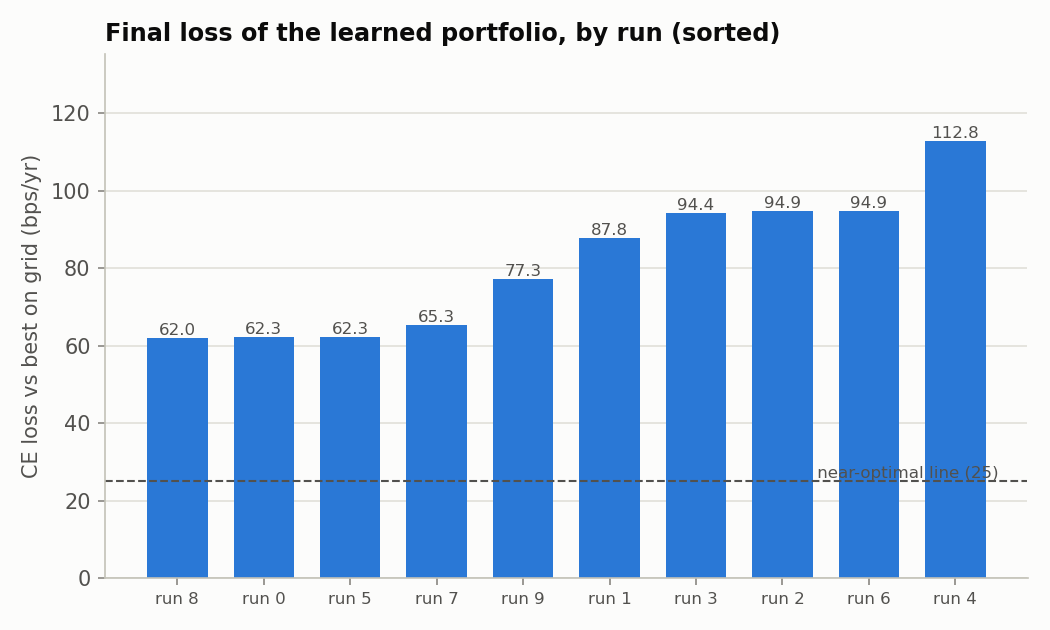 Final loss of the learned portfolio, by run (sorted)
CE loss vs best on grid (bps/yr)
120
100
80
60
40
20
0
62.0
62.3
62.3
65.3
77.3
87.8
94.4
94.9
94.9
112.8
near-optimal line (25)
run 8
run 0
run 5
run 7
run 9
run 1
run 3
run 2
run 6
run 4